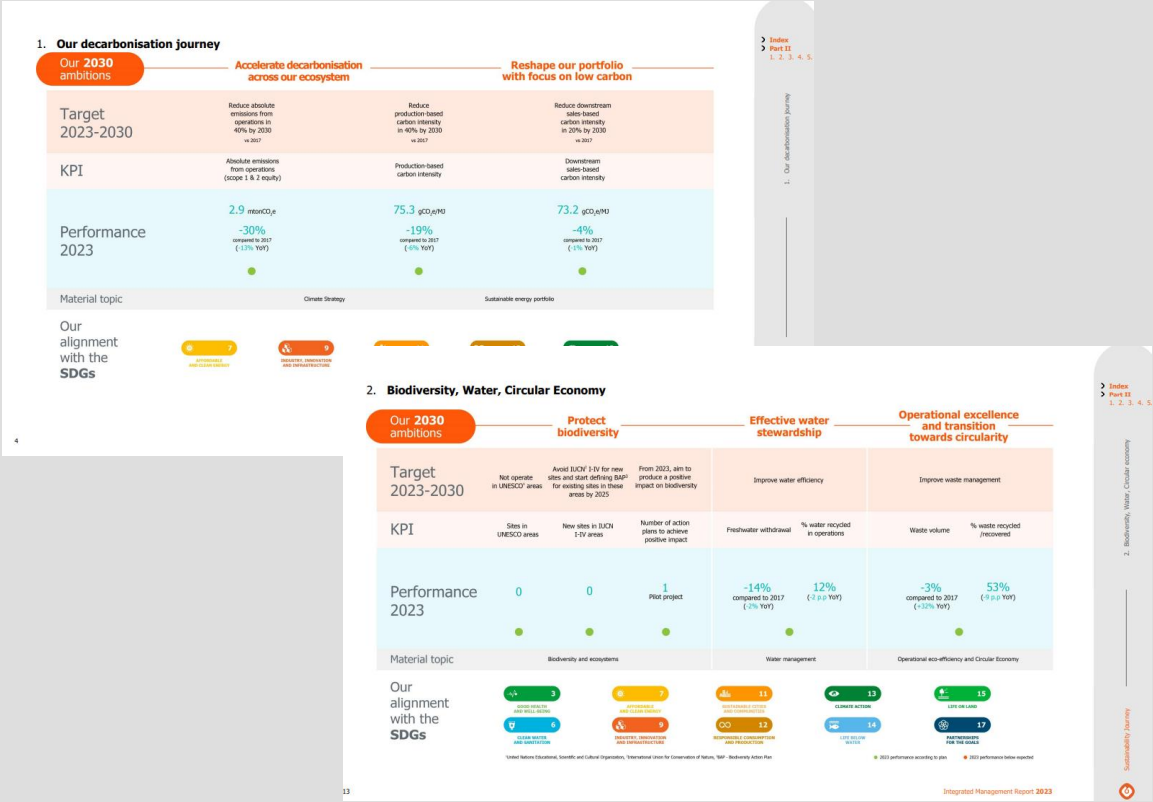 1. Our decarbonisation journey
Our 2030
ambitions
Accelerate decarbonisation
across our ecosystem
Reshape our portfolio
with focus on low carbon
Target
2023-2030
Reduce absolute
emissions from
operations in
40% by 2030
vs 2017
Reduce
production-based
carbon intensity
in 40% by 2030
vs 2017
Reduce downstream
sales-based
carbon intensity
in 20% by 2030
vs 2017
KPI
Absolute emissions
from operations
(scope 1 & 2 equity)
Production-based
carbon intensity
Downstream
sales-based
carbon intensity
Performance
2023
2.9 mtonCO₂e
-30%
compared to 2017
(-13% YoY)
75.3 gCO₂e/MJ
-19%
compared to 2017
(-6% YoY)
73.2 gCO₂e/MJ
-4%
compared to 2017
(-1% YoY)
Material topic
Climate Strategy
Sustainable energy portfolio
Our
alignment
with the
SDGs
7
AFFORDABLE
AND CLEAN ENERGY
9
INDUSTRY, INNOVATION
AND INFRASTRUCTURE
4
Index
Part II
1. 2. 3. 4. 5.
1. Our decarbonisation journey
2. Biodiversity, Water, Circular Economy
Our 2030
ambitions
Protect
biodiversity
Effective water
stewardship
Operational excellence
and transition
towards circularity
Target
2023-2030
Not operate
in UNESCO¹ areas
Avoid IUCN² I-IV for new
sites and start defining BAP³
for existing sites in these
areas by 2025
From 2023, aim to
produce a positive
impact on biodiversity
Improve water efficiency
Improve waste management
KPI
Sites in
UNESCO areas
New sites in IUCN
I-IV areas
Number of action
plans to achieve
positive impact
Freshwater withdrawal
% water recycled
in operations
Waste volume
% waste recycled
/recovered
Performance
2023
0
0
1
Pilot project
-14%
compared to 2017
(-2% YoY)
12%
(-2 p.p YoY)
-3%
compared to 2017
(+32% YoY)
53%
(-9 p.p YoY)
Material topic
Biodiversity and ecosystems
Water management
Operational eco-efficiency and Circular Economy
Our
alignment
with the
SDGs
3
GOOD HEALTH
AND WELL-BEING
7
AFFORDABLE
AND CLEAN ENERGY
11
SUSTAINABLE CITIES
AND COMMUNITIES
13
CLIMATE ACTION
15
LIFE ON LAND
6
CLEAN WATER
AND SANITATION
9
INDUSTRY, INNOVATION
AND INFRASTRUCTURE
12
RESPONSIBLE CONSUMPTION
AND PRODUCTION
14
LIFE BELOW
WATER
17
PARTNERSHIPS
FOR THE GOALS
¹United Nations Educational, Scientific and Cultural Organization, ²International Union for Conservation of Nature, ³BAP - Biodiversity Action Plan
2023 performance according to plan
2023 performance below expected
13
Integrated Management Report 2023
Index
Part II
1. 2. 3. 4. 5.
2. Biodiversity, Water, Circular economy
Sustainability Journey